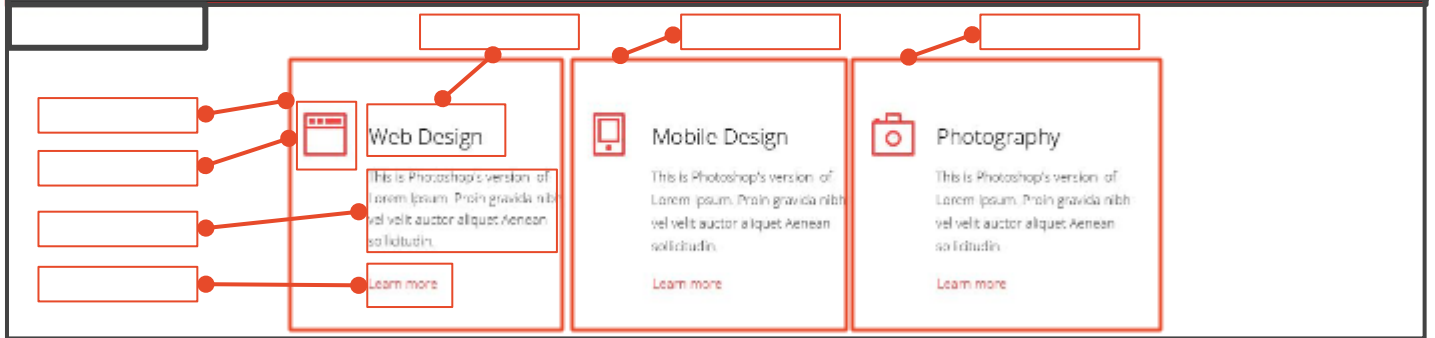 Web Design
This is Photoshop's version of
Lorem Ipsum. Proin gravida nibh
vel velit auctor aliquet Aenean
sollicitudin.
Learn more
Mobile Design
This is Photoshop's version of
Lorem Ipsum. Proin gravida nibh
vel velit auctor aliquet Aenean
sollicitudin.
Learn more
Photography
This is Photoshop's version of
Lorem Ipsum. Proin gravida nibh
vel velit auctor aliquet Aenean
sollicitudin.
Learn more